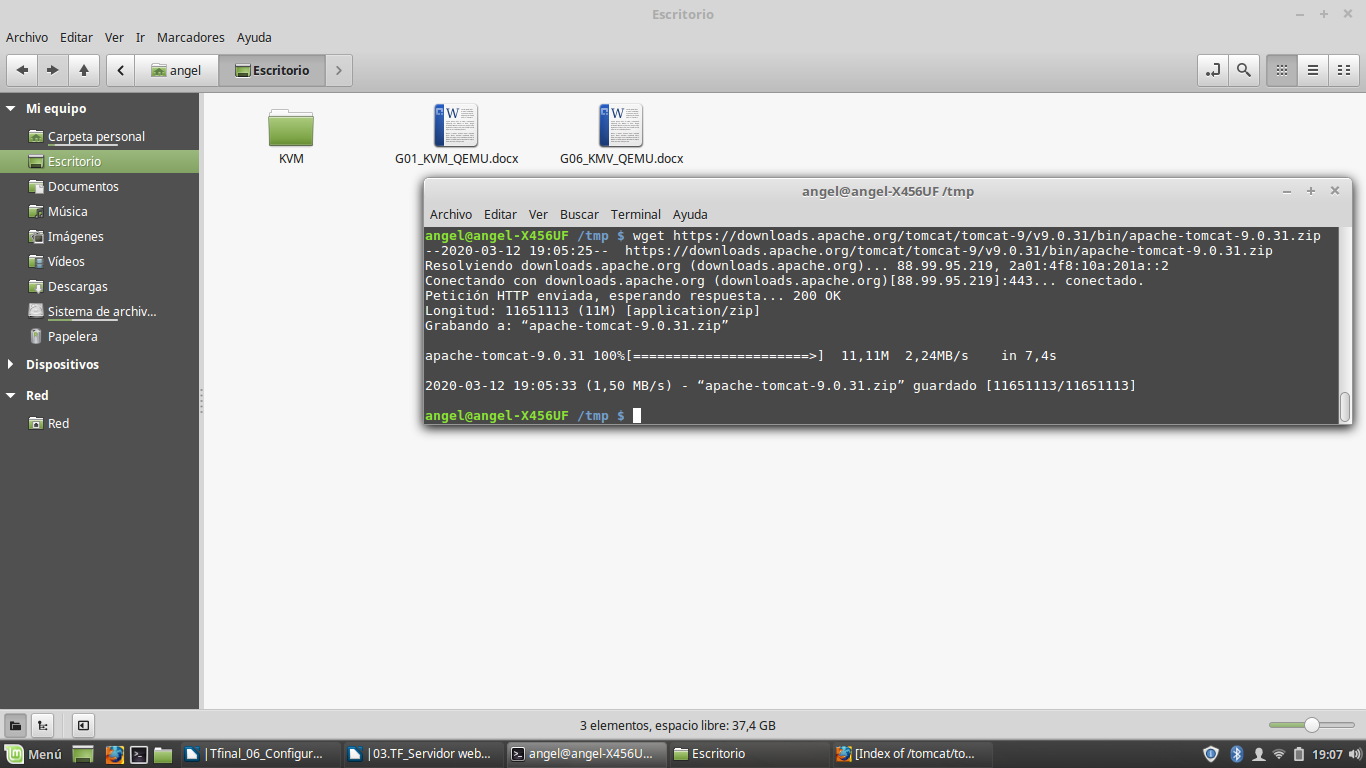 Escritorio
Archivo Editar Ver Ir Marcadores Ayuda
angel Escritorio
Mi equipo
Carpeta personal
Escritorio
Documentos
Música
Imágenes
Vídeos
Descargas
Sistema de archiv...
Papelera
Dispositivos
Red
Red
KVM G01_KVM_QEMU.docx G06_KMV_QEMU.docx
angel@angel-X456UF /tmp
Archivo Editar Ver Buscar Terminal Ayuda
angel@angel-X456UF /tmp $ wget https://downloads.apache.org/tomcat/tomcat-9/v9.0.31/bin/apache-tomcat-9.0.31.zip
--2020-03-12 19:05:25--  https://downloads.apache.org/tomcat/tomcat-9/v9.0.31/bin/apache-tomcat-9.0.31.zip
Resolviendo downloads.apache.org (downloads.apache.org)... 88.99.95.219, 2a01:4f8:10a:201a::2
Conectando con downloads.apache.org (downloads.apache.org)[88.99.95.219]:443... conectado.
Petición HTTP enviada, esperando respuesta... 200 OK
Longitud: 11651113 (11M) [application/zip]
Grabando a: “apache-tomcat-9.0.31.zip”
apache-tomcat-9.0.31 100%[======================>]  11,11M  2,24MB/s    in 7,4s
2020-03-12 19:05:33 (1,50 MB/s) - “apache-tomcat-9.0.31.zip” guardado [11651113/11651113]
angel@angel-X456UF /tmp $
3 elementos, espacio libre: 37,4 GB
Menú |Tfinal_06_Configur... |03.TF_Servidor web... angel@angel-X456U... Escritorio [Index of /tomcat/to... 19:07